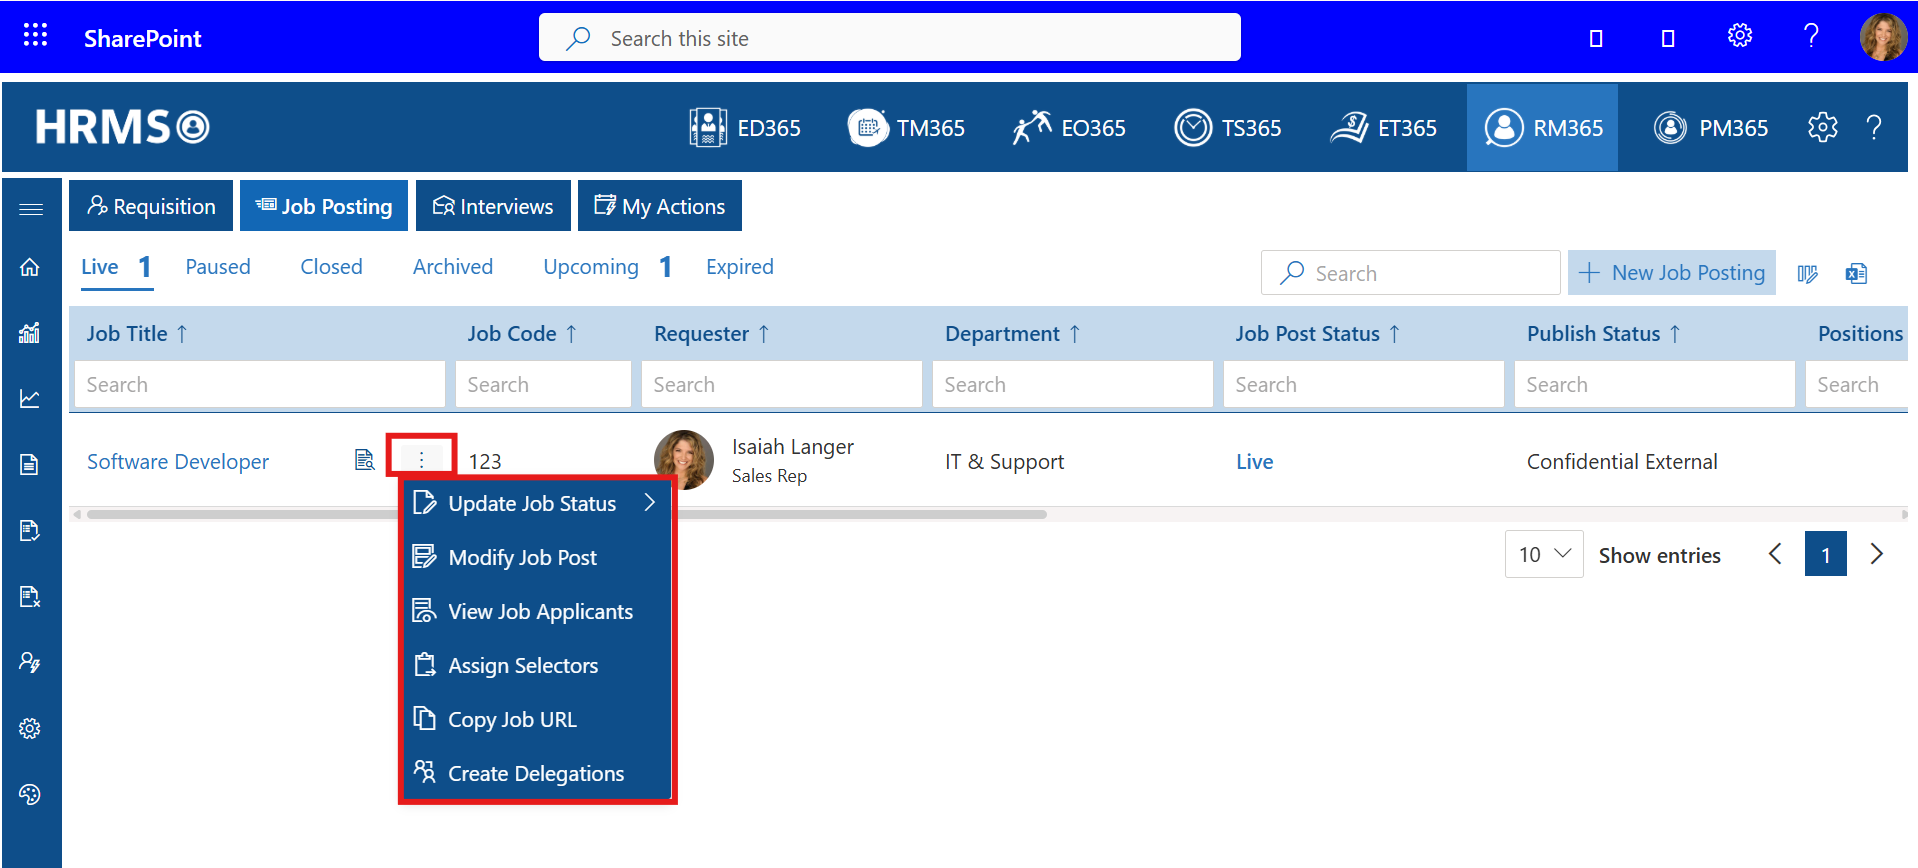 SharePoint
Search this site
?
HRMS
ED365
TM365
EO365
TS365
ET365
RM365
PM365
?
Requisition
Job Posting
Interviews
My Actions
Live 1
Paused
Closed
Archived
Upcoming 1
Expired
Search
+ New Job Posting
Job Title ↑
Job Code ↑
Requester ↑
Department ↑
Job Post Status ↑
Publish Status ↑
Positions
Search
Search
Search
Search
Search
Search
Search
Software Developer
123
Isaiah Langer
Sales Rep
IT & Support
Live
Confidential External
Update Job Status
Modify Job Post
View Job Applicants
Assign Selectors
Copy Job URL
Create Delegations
10
Show entries
1